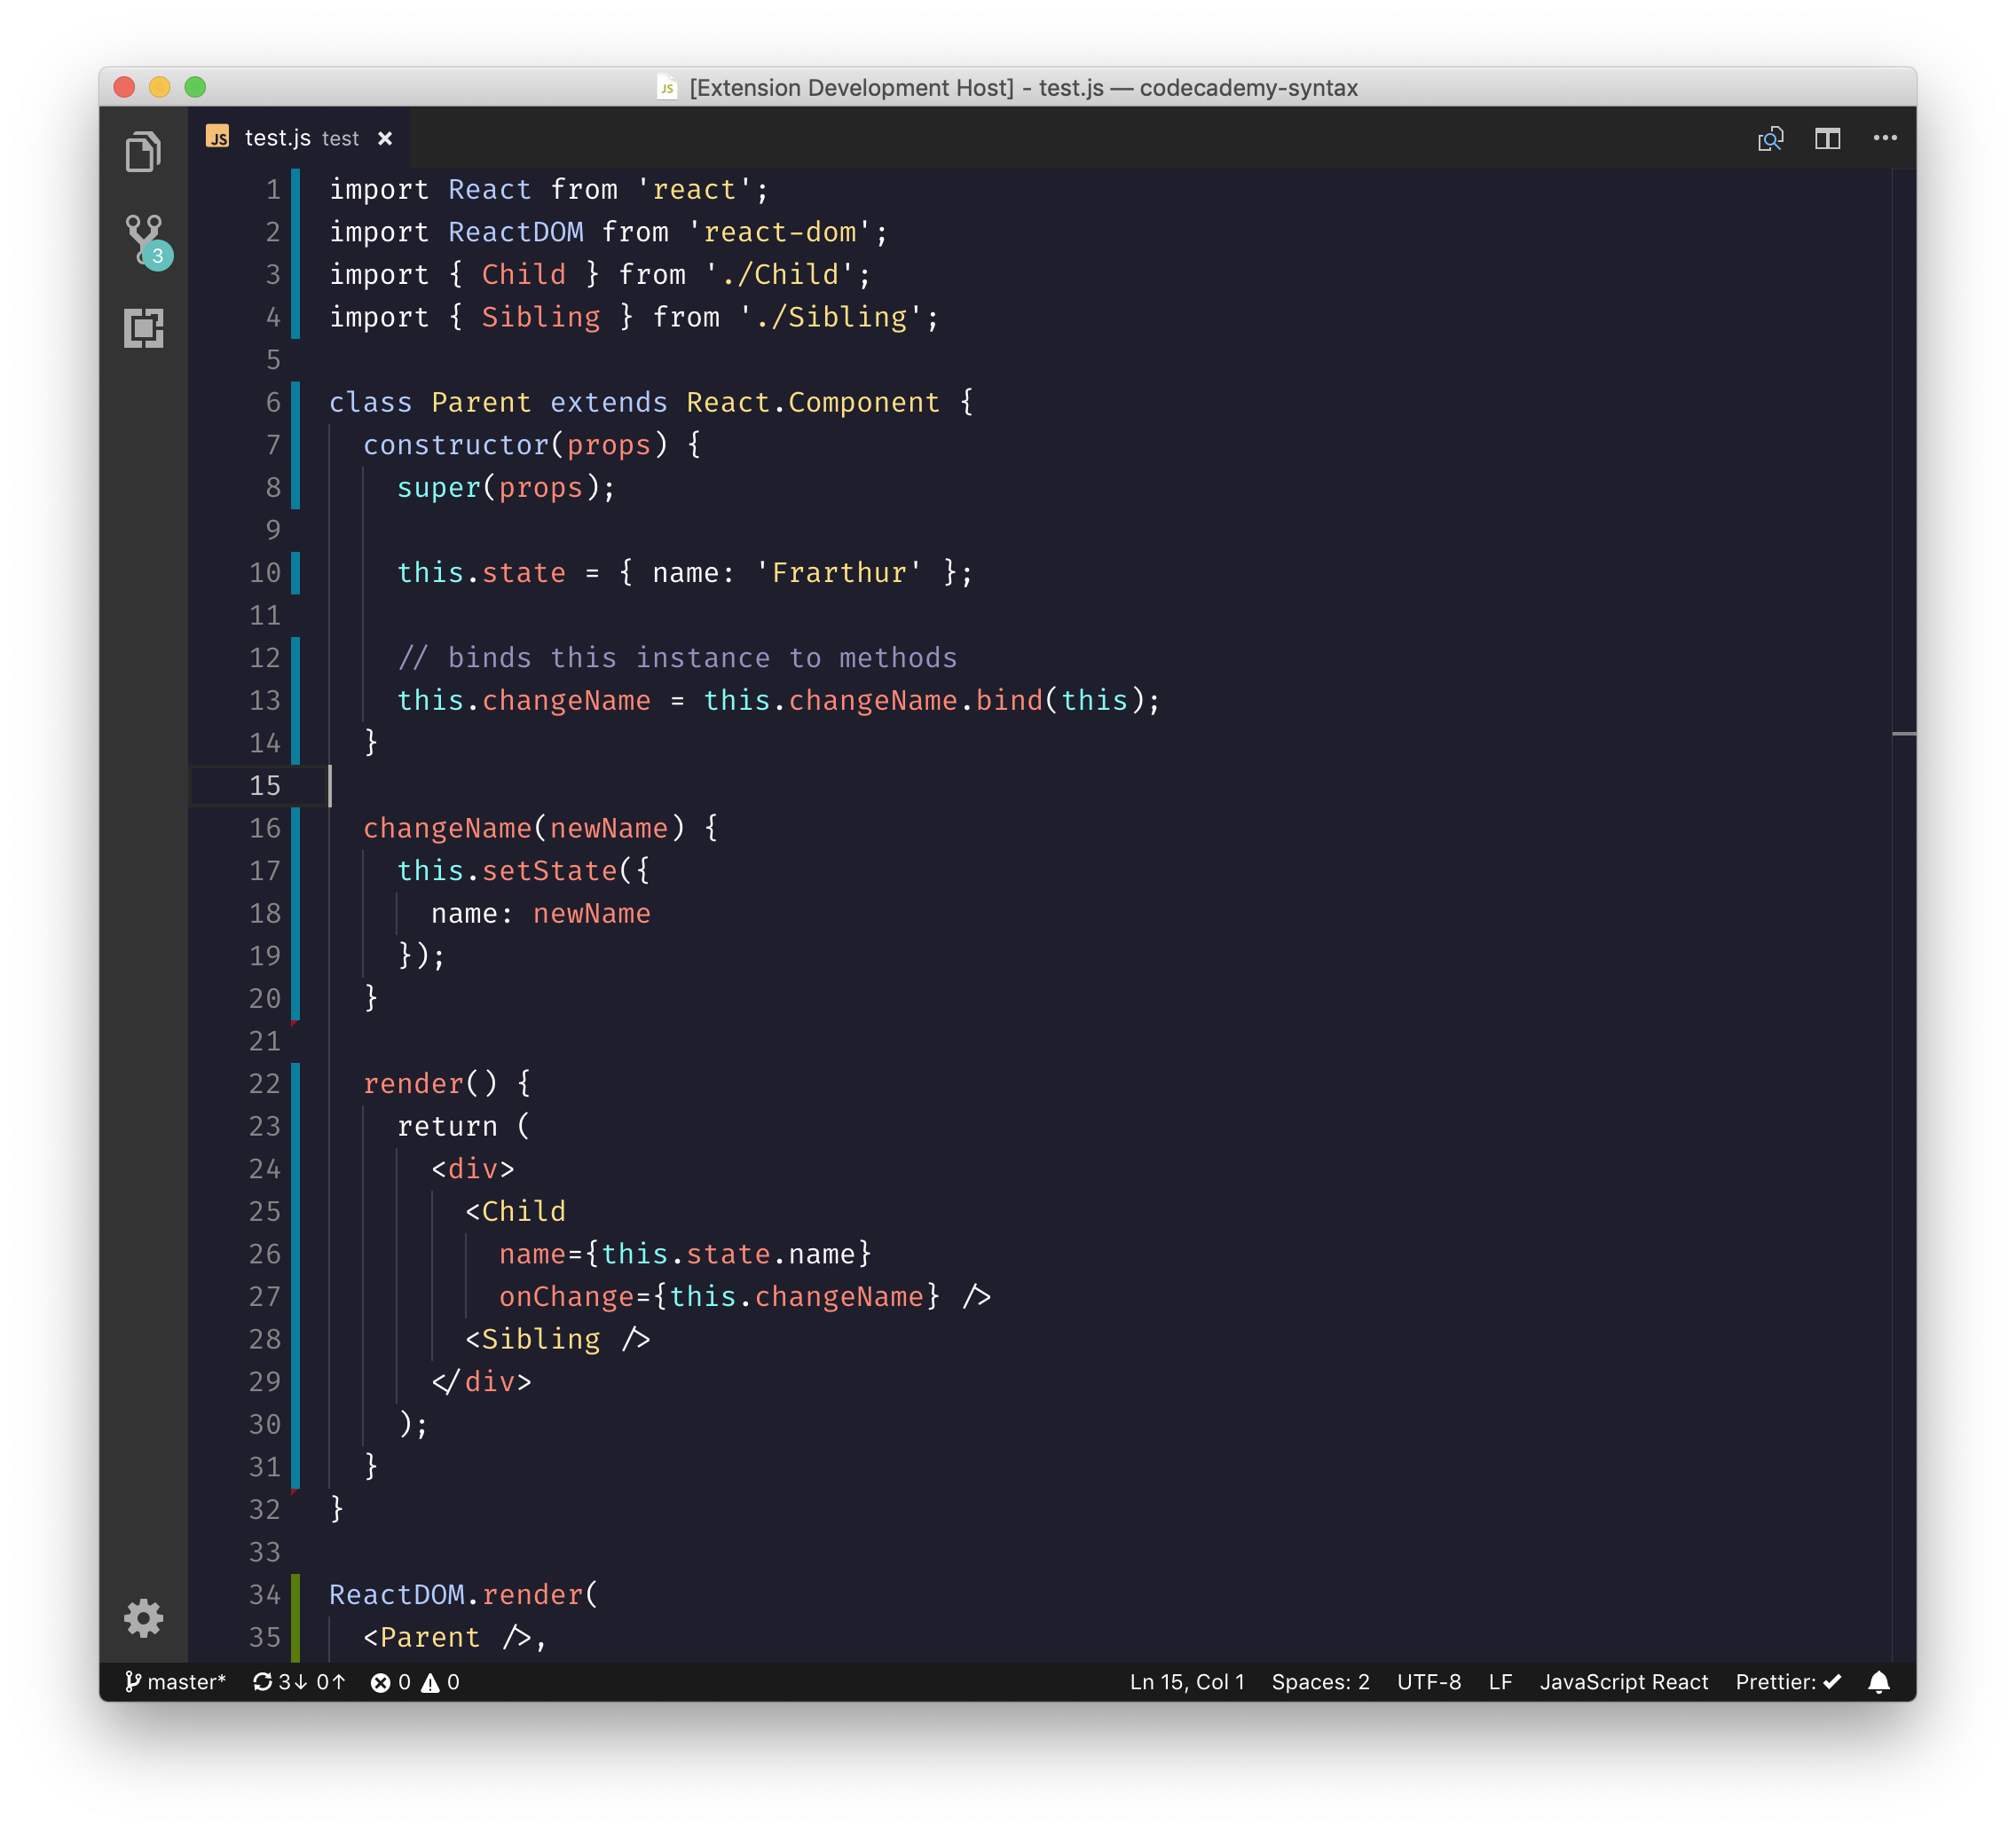 [Extension Development Host] - test.js — codecademy-syntax
JS test.js test ×
3
1 import React from 'react';
2 import ReactDOM from 'react-dom';
3 import { Child } from './Child';
4 import { Sibling } from './Sibling';
5
6 class Parent extends React.Component {
7   constructor(props) {
8     super(props);
9
10     this.state = { name: 'Frarthur' };
11
12     // binds this instance to methods
13     this.changeName = this.changeName.bind(this);
14   }
15
16   changeName(newName) {
17     this.setState({
18       name: newName
19     });
20   }
21
22   render() {
23     return (
24       <div>
25         <Child
26           name={this.state.name}
27           onChange={this.changeName} />
28         <Sibling />
29       </div>
30     );
31   }
32 }
33
34 ReactDOM.render(
35   <Parent />,
master* 3↓ 0↑ 0 0 Ln 15, Col 1 Spaces: 2 UTF-8 LF JavaScript React Prettier: ✓